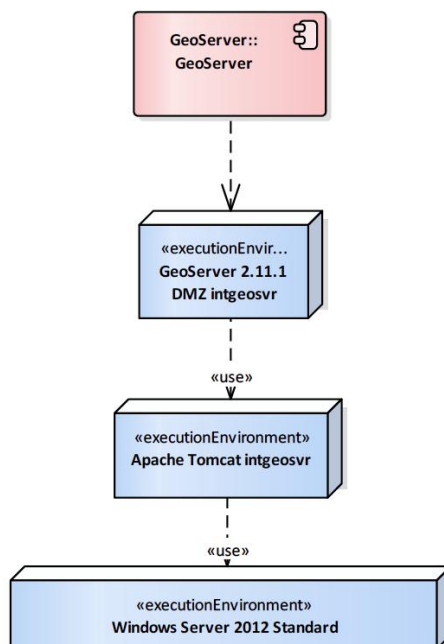 GeoServer::
GeoServer
«executionEnvir...
GeoServer 2.11.1
DMZ intgeosvr
«use»
«executionEnvironment»
Apache Tomcat intgeosvr
«use»
«executionEnvironment»
Windows Server 2012 Standard